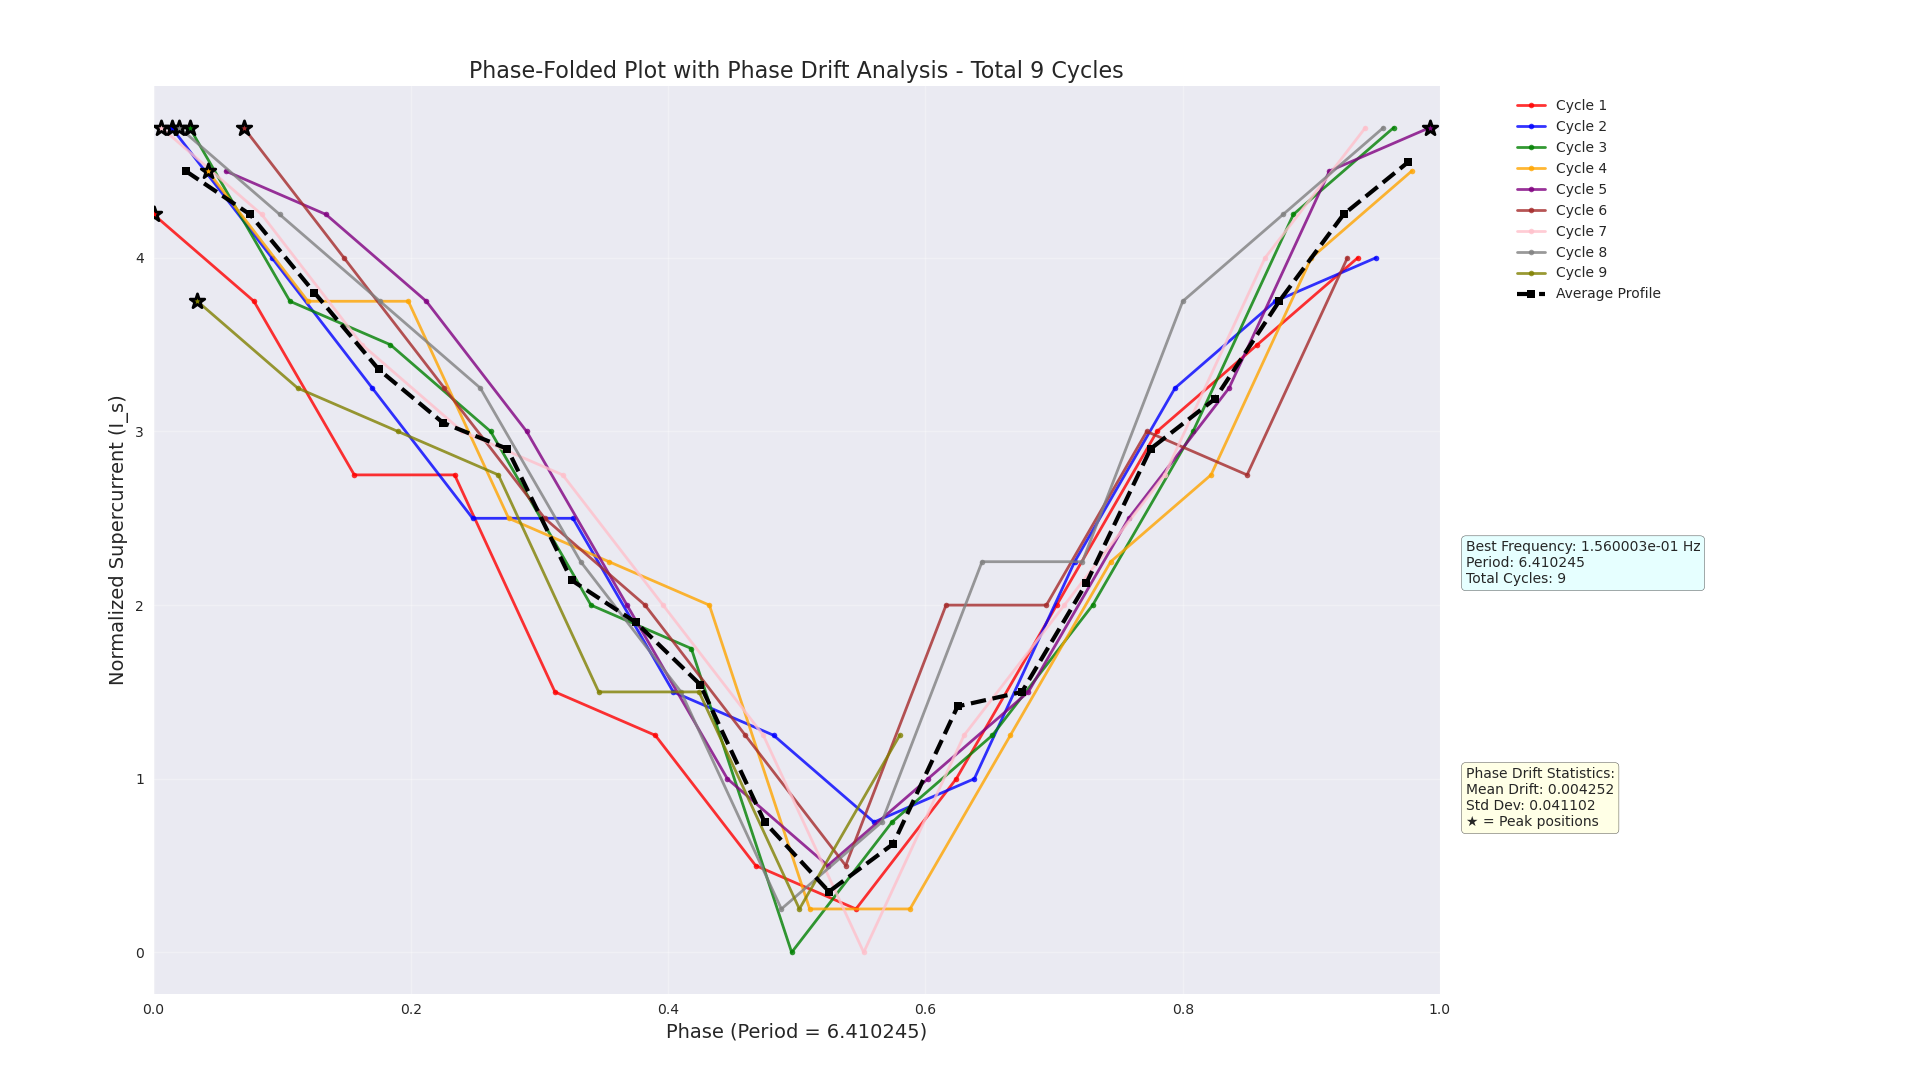 Phase-Folded Plot with Phase Drift Analysis - Total 9 Cycles
Normalized Supercurrent (I_s)
4
3
2
1
0
0.0
0.2
0.4
0.6
0.8
1.0
Phase (Period = 6.410245)
Cycle 1
Cycle 2
Cycle 3
Cycle 4
Cycle 5
Cycle 6
Cycle 7
Cycle 8
Cycle 9
Average Profile
Best Frequency: 1.560003e-01 Hz
Period: 6.410245
Total Cycles: 9
Phase Drift Statistics:
Mean Drift: 0.004252
Std Dev: 0.041102
★ = Peak positions